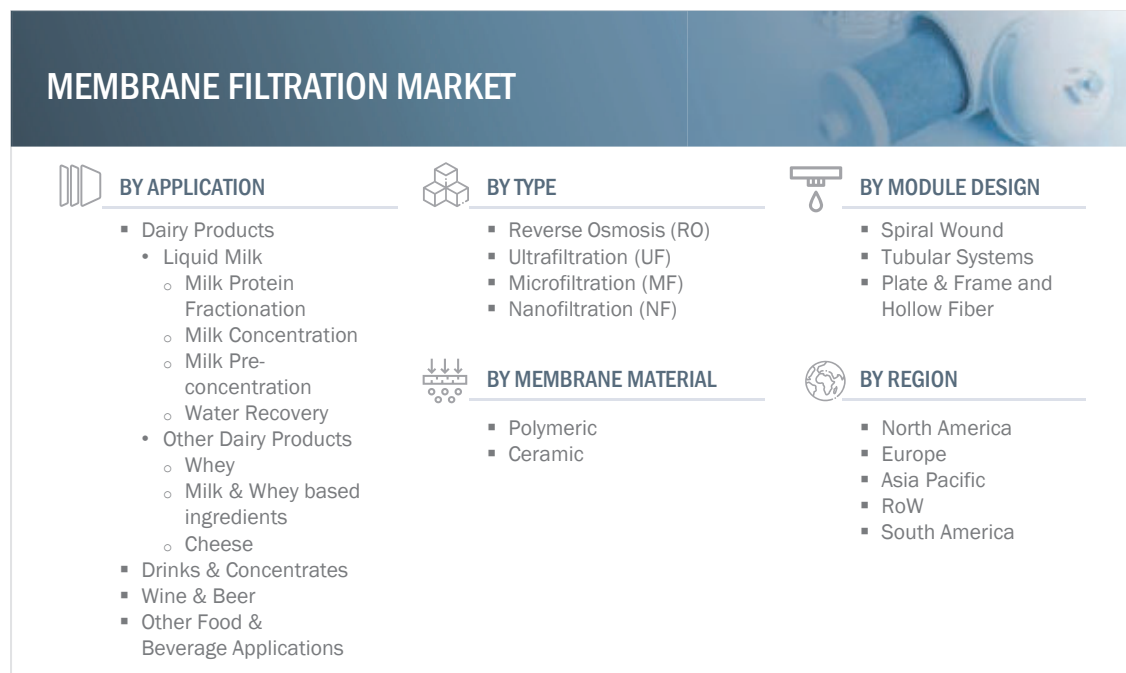 MEMBRANE FILTRATION MARKET
BY APPLICATION
▪ Dairy Products
• Liquid Milk
o Milk Protein
Fractionation
o Milk Concentration
o Milk Pre-
concentration
o Water Recovery
• Other Dairy Products
o Whey
o Milk & Whey based
ingredients
o Cheese
▪ Drinks & Concentrates
▪ Wine & Beer
▪ Other Food &
Beverage Applications
BY TYPE
▪ Reverse Osmosis (RO)
▪ Ultrafiltration (UF)
▪ Microfiltration (MF)
▪ Nanofiltration (NF)
BY MEMBRANE MATERIAL
▪ Polymeric
▪ Ceramic
BY MODULE DESIGN
▪ Spiral Wound
▪ Tubular Systems
▪ Plate & Frame and
Hollow Fiber
BY REGION
▪ North America
▪ Europe
▪ Asia Pacific
▪ RoW
▪ South America